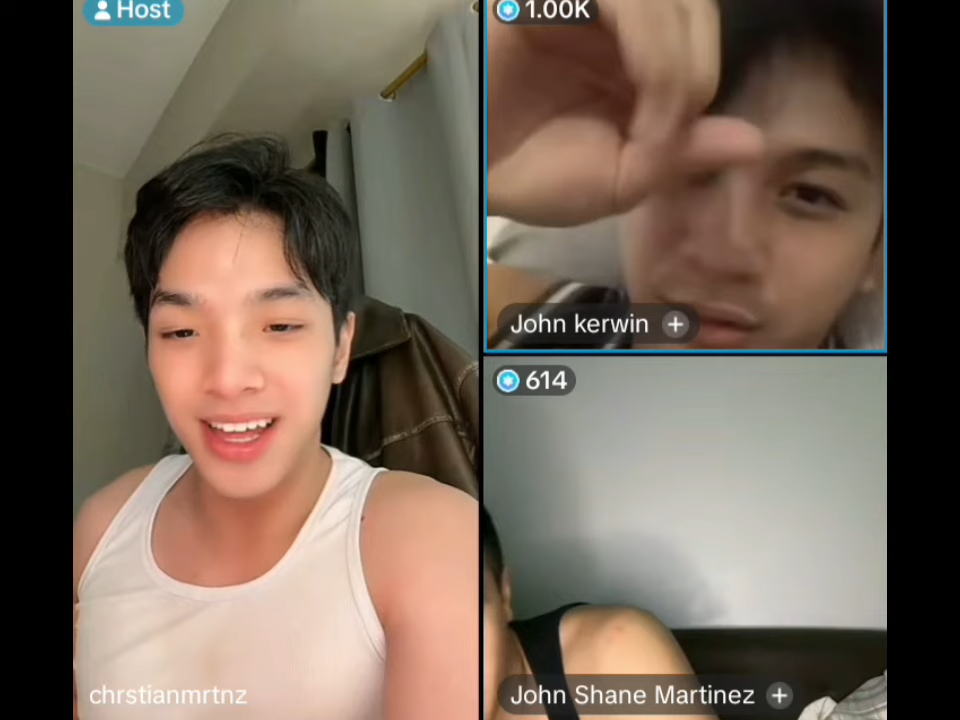 Host
chrstianmrtnz
1.00K
John kerwin +
614
John Shane Martinez +